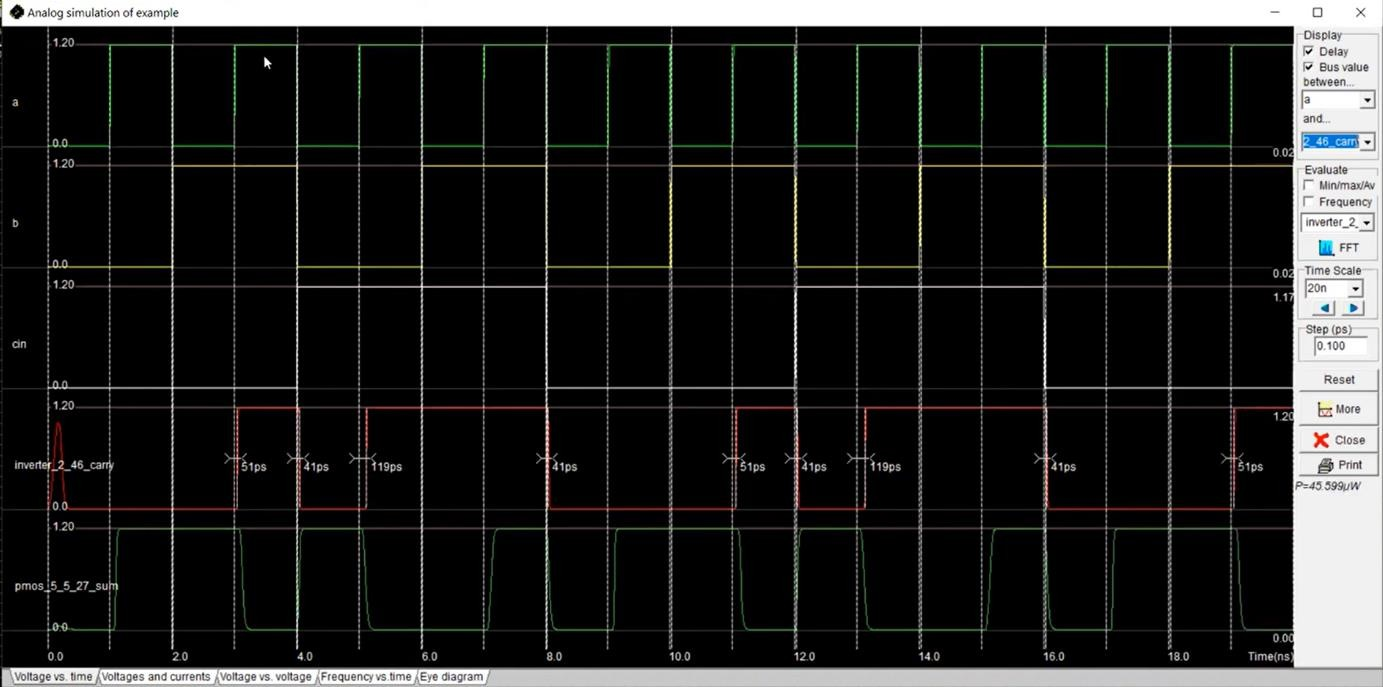 Analog simulation of example
1.20
a
0.0
0.02
1.20
b
0.0
0.02
1.20
1.17
cin
0.0
1.20
1.20
inverter_2_46_carry
51ps
41ps
119ps
41ps
51ps
41ps
119ps
41ps
51ps
0.0
1.20
pmos_5_5_27_sum
0.0
0.00
0.0 2.0 4.0 6.0 8.0 10.0 12.0 14.0 16.0 18.0 Time(ns)
Voltage vs. time Voltages and currents Voltage vs. voltage Frequency vs.time Eye diagram
Display
Delay
Bus value
between...
a
and...
2_46_carry
Evaluate
Min/max/Av
Frequency
inverter_2_
FFT
Time Scale
20n
Step (ps)
0.100
Reset
More
Close
Print
P=45.599µW